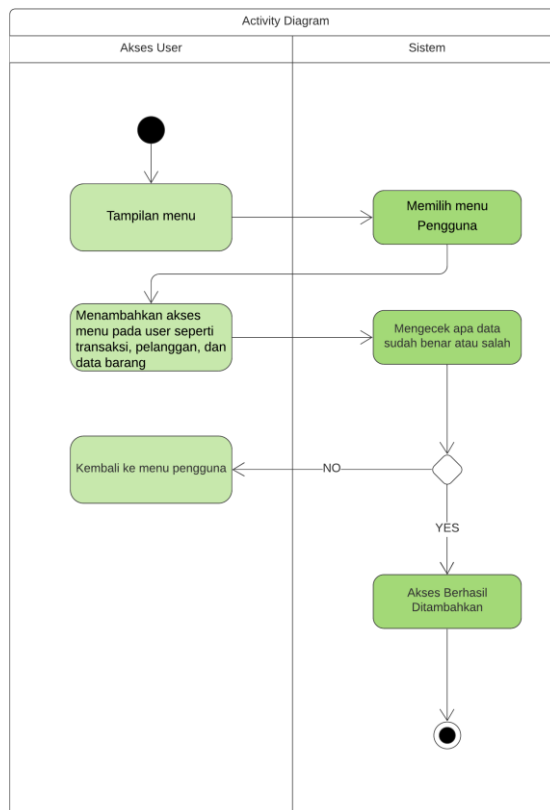 Activity Diagram
Akses User
Sistem
Tampilan menu
Memilih menu
Pengguna
Menambahkan akses
menu pada user seperti
transaksi, pelanggan, dan
data barang
Mengecek apa data
sudah benar atau salah
Kembali ke menu pengguna
NO
YES
Akses Berhasil
Ditambahkan